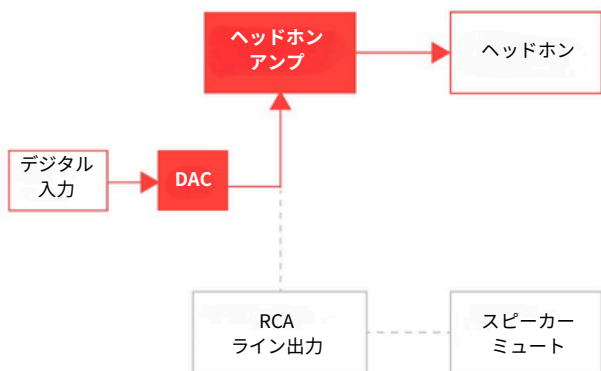 ヘッドホン
アンプ
ヘッドホン
デジタル
入力
DAC
RCA
ライン出力
スピーカー
ミュート